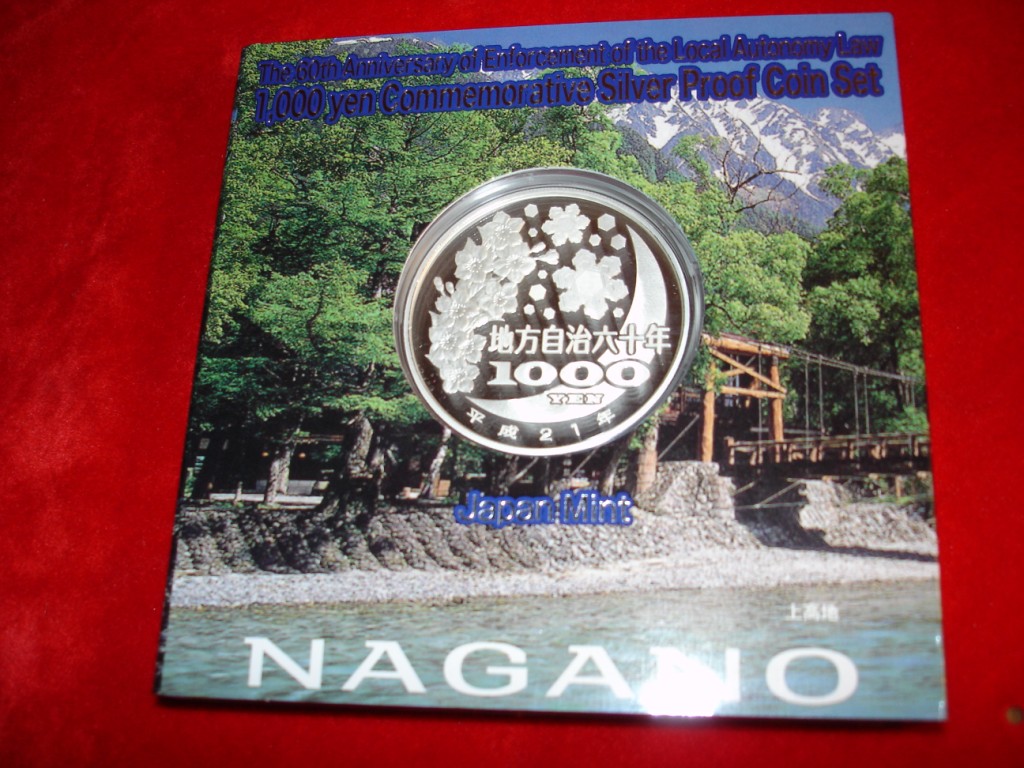 The 60th Anniversary of Enforcement of the Local Autonomy Law
1,000 yen Commemorative Silver Proof Coin Set
地方自治六十年
1000
YEN
平成21年
Japan Mint
上高地
NAGANO